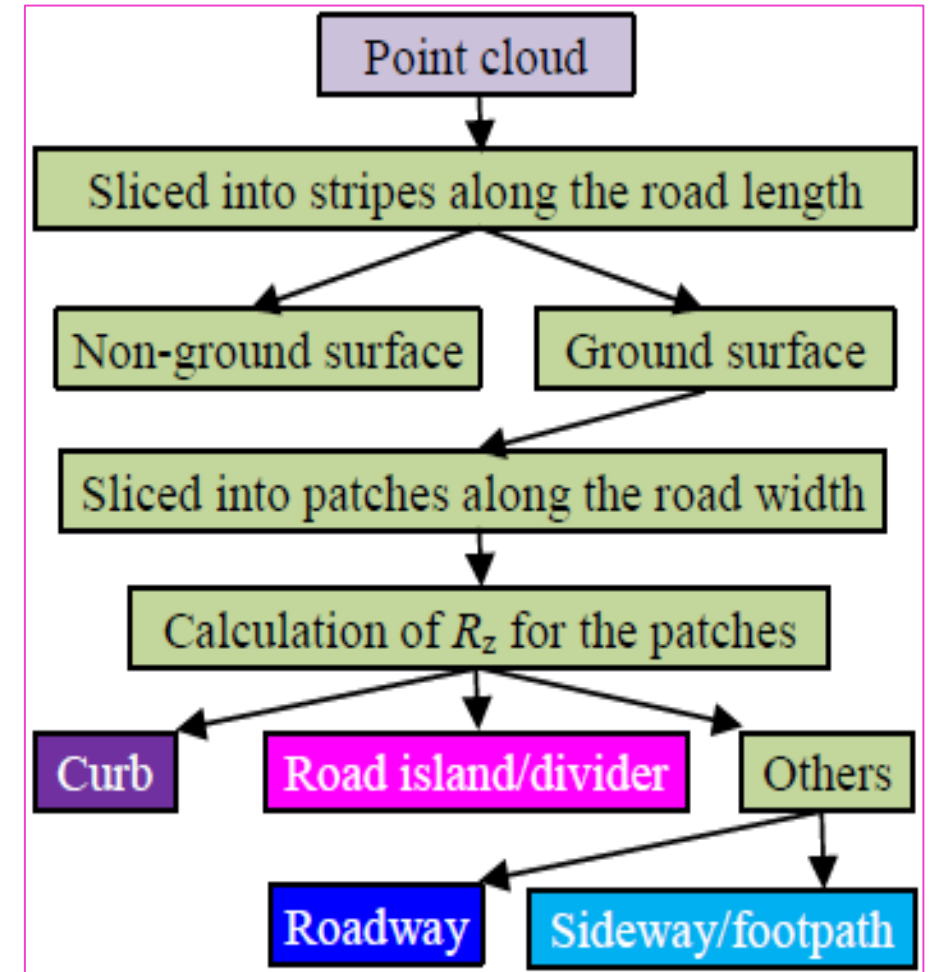 Point cloud
Sliced into stripes along the road length
Non-ground surface
Ground surface
Sliced into patches along the road width
Calculation of Rz for the patches
Curb
Road island/divider
Others
Roadway
Sideway/footpath